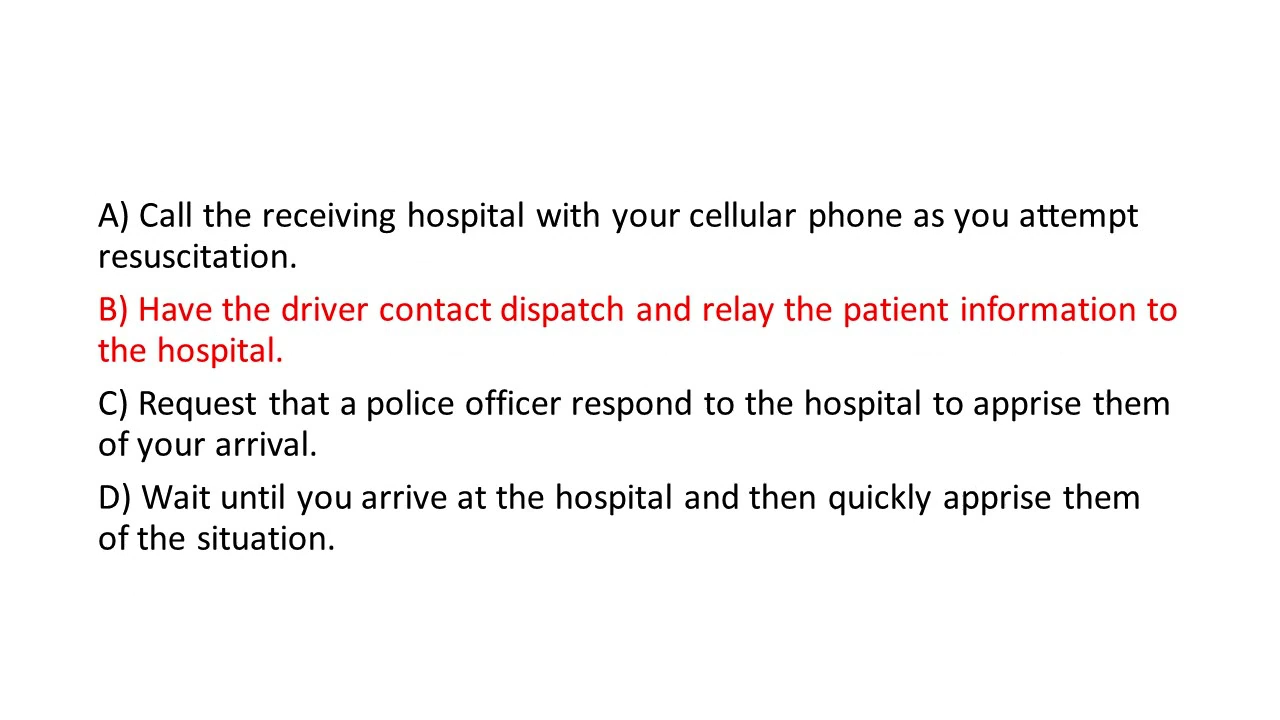 A) Call the receiving hospital with your cellular phone as you attempt
resuscitation.
B) Have the driver contact dispatch and relay the patient information to
the hospital.
C) Request that a police officer respond to the hospital to apprise them
of your arrival.
D) Wait until you arrive at the hospital and then quickly apprise them
of the situation.